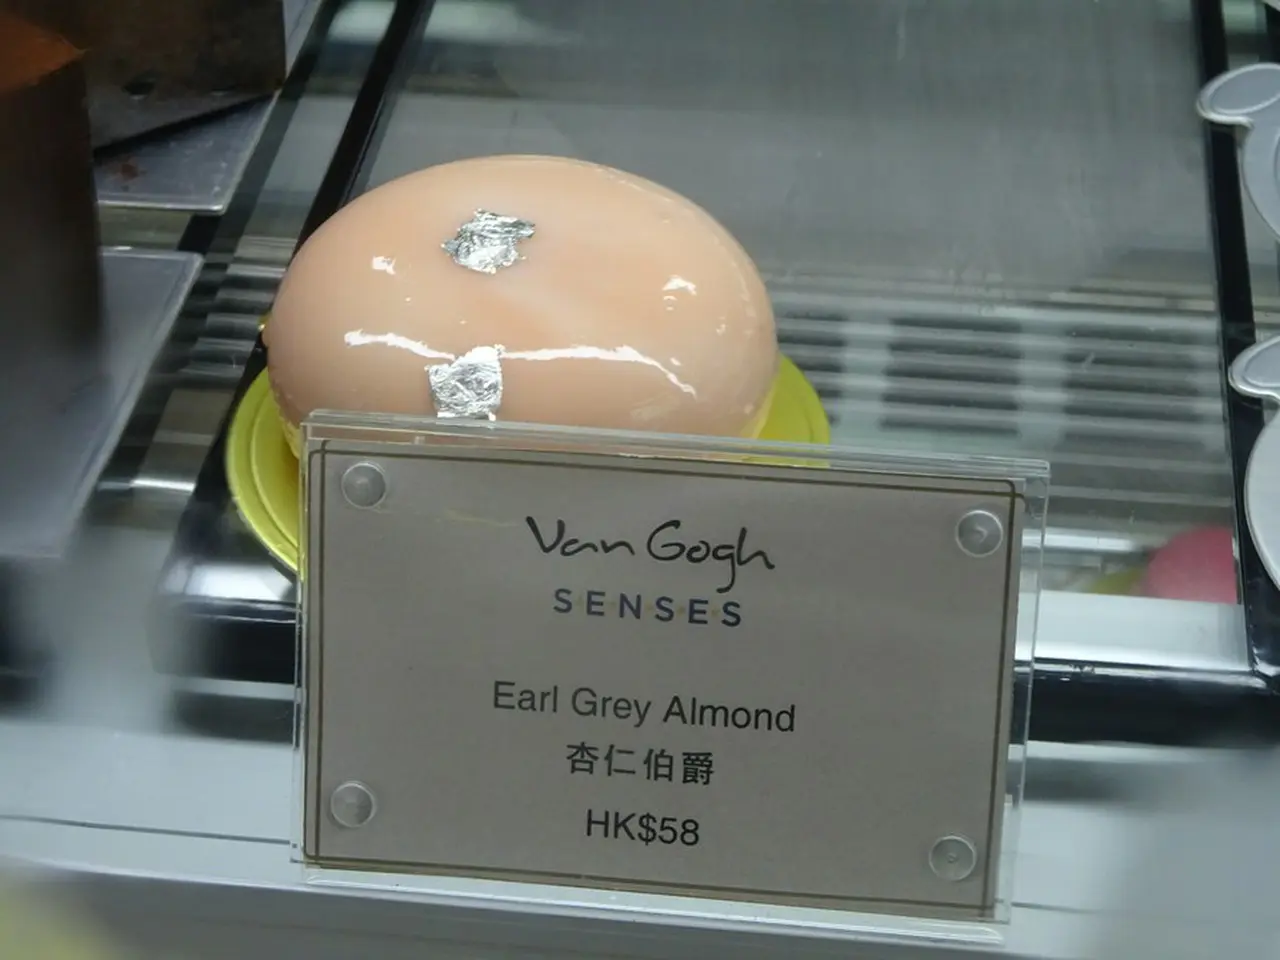 Van Gogh
SENSES
Earl Grey Almond
杏仁伯爵
HK$58